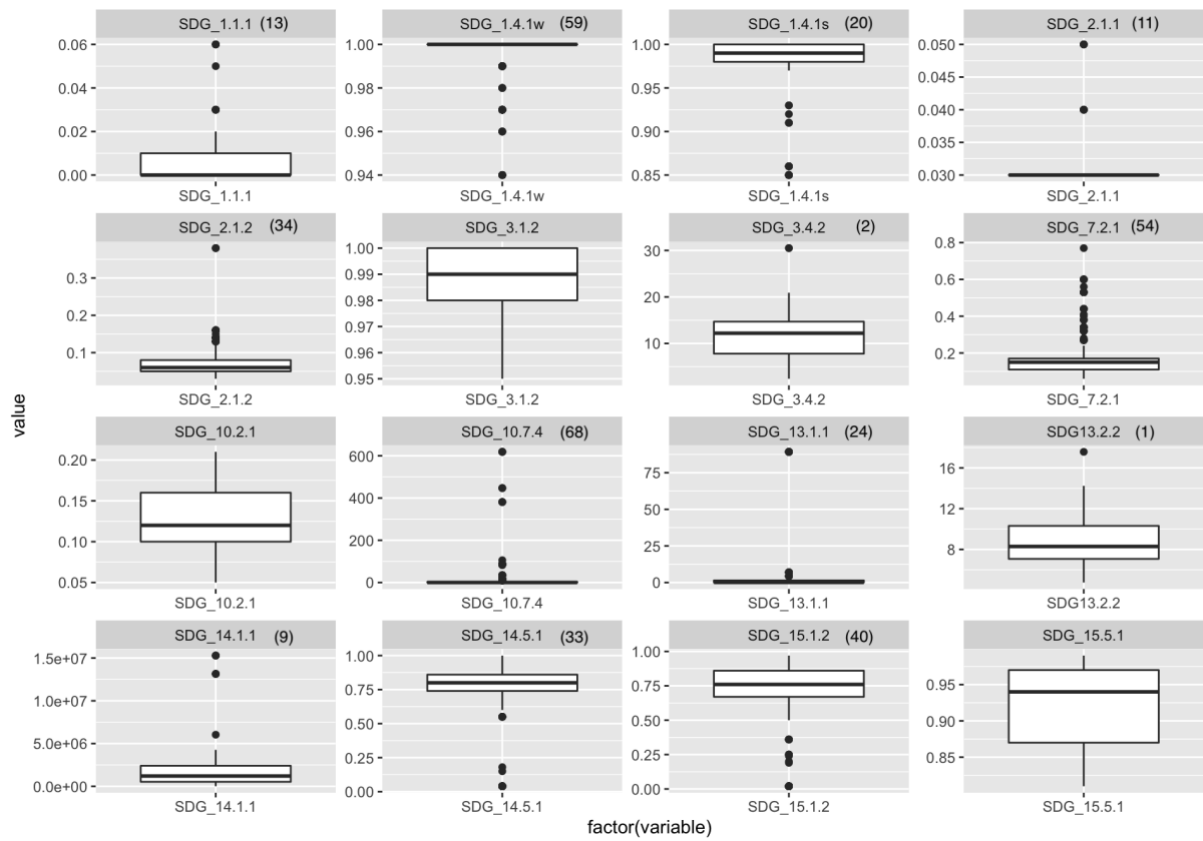 SDG_1.1.1 (13) SDG_1.4.1w (59) SDG_1.4.1s (20) SDG_2.1.1 (11)
0.06 1.00 1.00 0.050
0.04 0.98 0.95 0.045
0.02 0.96 0.90 0.040
0.00 0.94 0.85 0.035
0.030
SDG_1.1.1 SDG_1.4.1w SDG_1.4.1s SDG_2.1.1
SDG_2.1.2 (34) SDG_3.1.2 SDG_3.4.2 (2) SDG_7.2.1 (54)
0.3 1.00 30 0.8
0.2 0.99 20 0.6
0.1 0.98 10 0.4
0.97 0.2
0.96
0.95
SDG_2.1.2 SDG_3.1.2 SDG_3.4.2 SDG_7.2.1
value
SDG_10.2.1 SDG_10.7.4 (68) SDG_13.1.1 (24) SDG13.2.2 (1)
0.20 600 75 16
0.15 400 50 12
0.10 200 25 8
0.05 0 0
SDG_10.2.1 SDG_10.7.4 SDG_13.1.1 SDG13.2.2
SDG_14.1.1 (9) SDG_14.5.1 (33) SDG_15.1.2 (40) SDG_15.5.1
1.5e+07 1.00 1.00 0.95
1.0e+07 0.75 0.75 0.90
5.0e+06 0.50 0.50 0.85
0.0e+00 0.25 0.25
0.00 0.00
SDG_14.1.1 SDG_14.5.1 SDG_15.1.2 SDG_15.5.1
factor(variable)